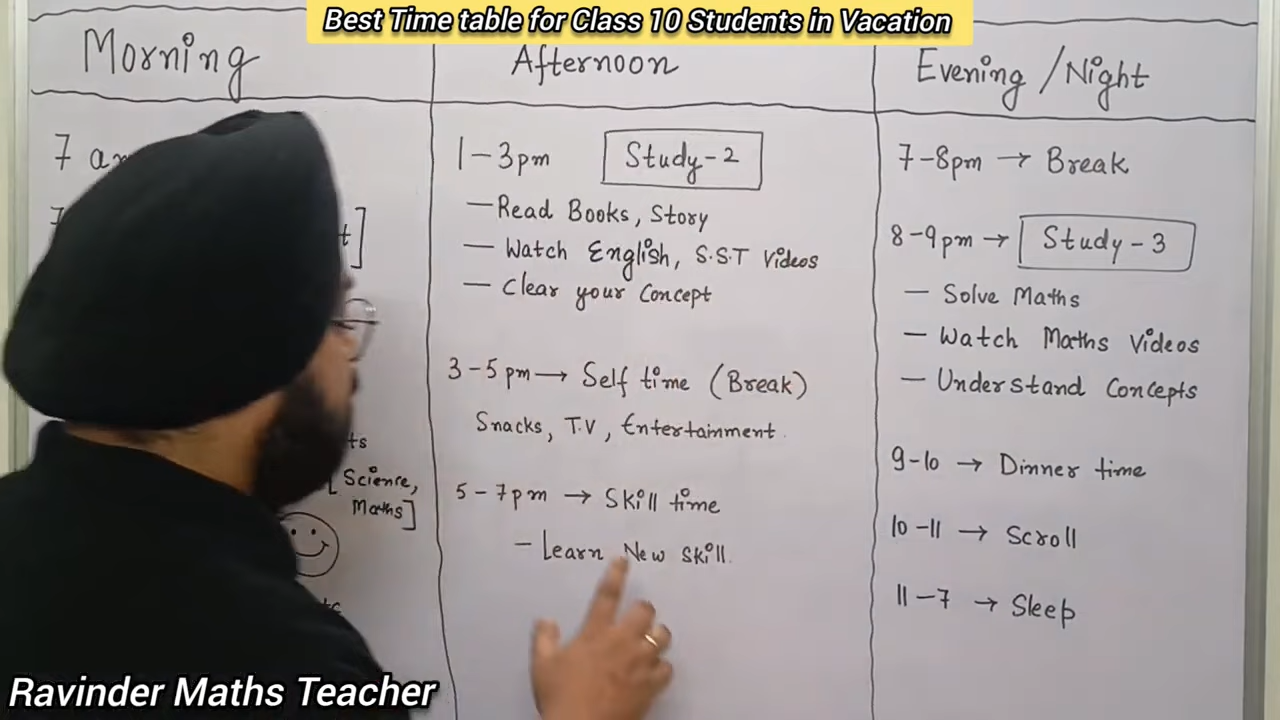 Best Time table for Class 10 Students in Vacation
Morning
7 am
Science,
Maths]
Afternoon
1-3pm Study-2
- Read Books, Story
- Watch English, S.S.T Videos
- Clear your Concept
3-5pm → Self time (Break)
Snacks, T.V, Entertainment.
5-7pm → Skill time
- Learn New Skill.
Evening/Night
7-8pm → Break
8-9pm → Study-3
- Solve Maths
- Watch Maths Videos
- Understand Concepts
9-10 → Dinner time
10-11 → Scroll
11-7 → Sleep
Ravinder Maths Teacher